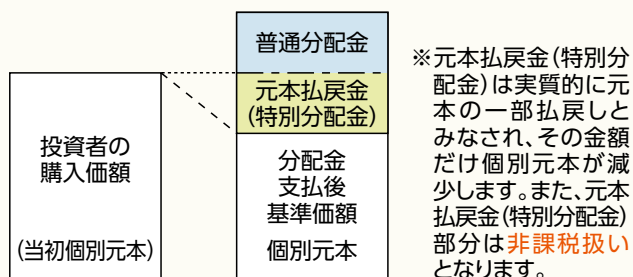 普通分配金
元本払戻金
(特別分配金)
投資者の
購入価額
(当初個別元本)
分配金
支払後
基準価額
個別元本
※元本払戻金(特別分
配金)は実質的に元
本の一部払戻しと
みなされ、その金額
だけ個別元本が減
少します。また、元本
払戻金(特別分配金)
部分は非課税扱い
となります。